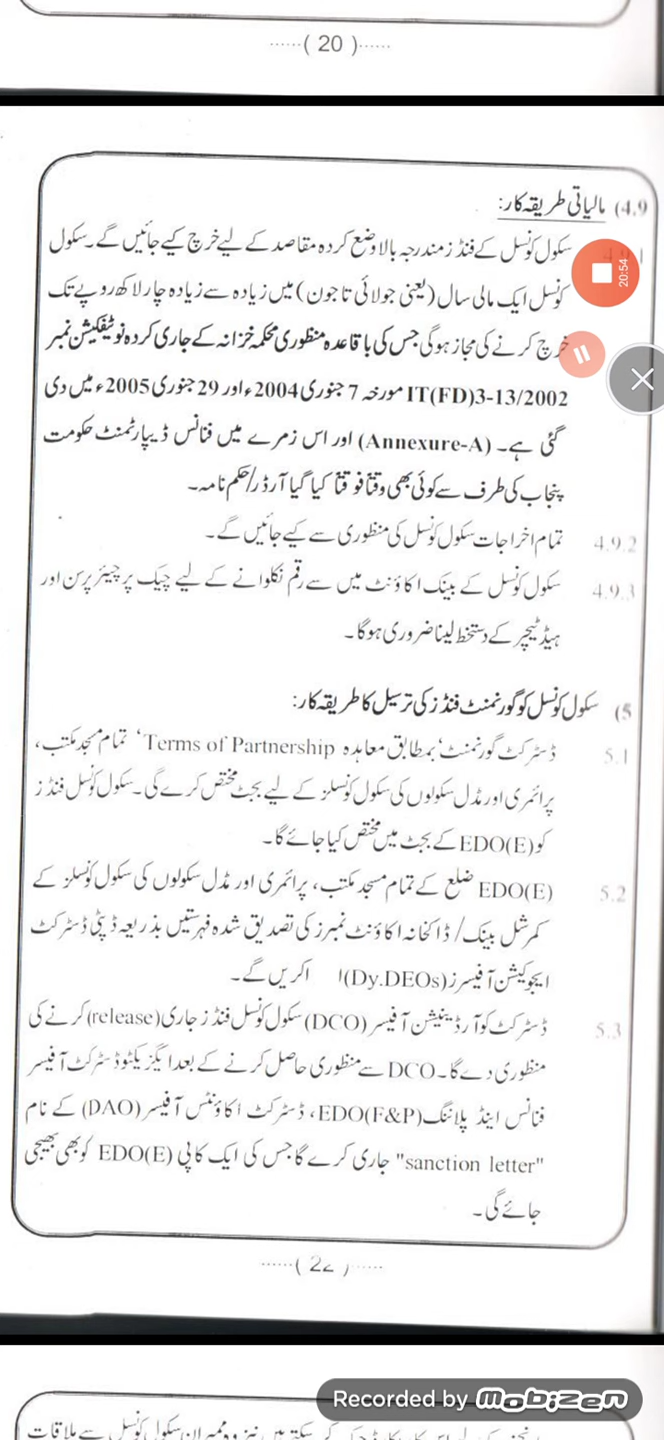 ······( 20 )······
4.9) مالیاتی طریقہ کار:
سکول کونسل کے فنڈز مندرجہ بالا وضع کردہ مقاصد کے لیے خرچ کیے جائیں گے۔ سکول
کونسل ایک مالی سال (یعنی جولائی تا جون) میں زیادہ سے زیادہ چار لاکھ روپے تک
20:54
خرچ کرنے کی مجاز ہوگی جس کی باقاعدہ منظوری محکمہ خزانہ کے جاری کردہ نوٹیفکیشن نمبر
IT(FD)3-13/2002 مورخہ 7 جنوری 2004ء اور 29 جنوری 2005ء میں دی
گئی ہے۔ (Annexure-A) اور اس زمرے میں فنانس ڈیپارٹمنٹ حکومت
پنجاب کی طرف سے کوئی بھی وقتاً فوقتاً کیا گیا آرڈر/حکم نامہ۔
4.9.2 تمام اخراجات سکول کونسل کی منظوری سے کیے جائیں گے۔
4.9.3 سکول کونسل کے بینک اکاؤنٹ میں سے رقم نکلوانے کے لیے چیک پر چیئر پرسن اور
ہیڈ ٹیچر کے دستخط لینا ضروری ہوگا۔
5) سکول کونسل کو گورنمنٹ فنڈز کی ترسیل کا طریقہ کار:
5.1 ڈسٹرکٹ گورنمنٹ، بمطابق معاہدہ Terms of Partnership‘ تمام مسجد مکتب،
پرائمری اور مڈل سکولوں کی سکول کونسلز کے لیے بجٹ مختص کرے گی۔ سکول کونسل فنڈز
کو EDO(E) کے بجٹ میں مختص کیا جائے گا۔
5.2 EDO(E) ضلع کے تمام مسجد مکتب، پرائمری اور مڈل سکولوں کی سکول کونسلز کے
کمرشل بینک/ ڈاکخانہ اکاؤنٹ نمبرز کی تصدیق شدہ فہرستیں بذریعہ ڈپٹی ڈسٹرکٹ
ایجوکیشن آفیسرز (Dy.DEOs) اکریں گے۔
5.3 ڈسٹرکٹ کوآرڈینیشن آفیسر (DCO) سکول کونسل فنڈز جاری (release) کرنے کی
منظوری دے گا۔ DCO سے منظوری حاصل کرنے کے بعد ایگزیکٹو ڈسٹرکٹ آفیسر
فنانس اینڈ پلاننگ EDO(F&P)، ڈسٹرکٹ اکاؤنٹس آفیسر (DAO) کے نام
"sanction letter" جاری کرے گا جس کی ایک کاپی EDO(E) کو بھی بھیجی
جائے گی۔
······( 22 )······
Recorded by Mobizen